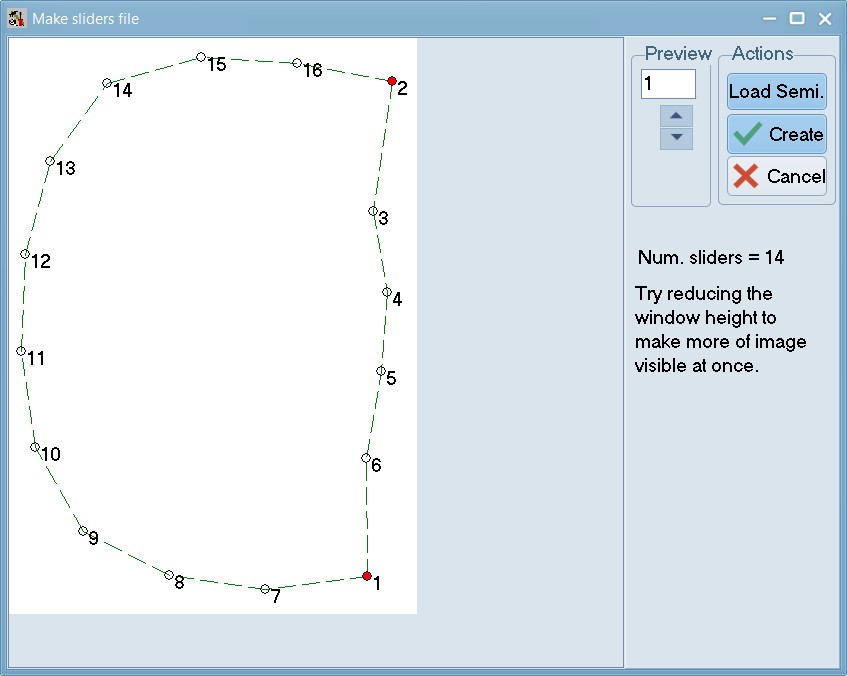 Make sliders file
Preview
Actions
1
Load Semi.
Create
Cancel
Num. sliders = 14
Try reducing the
window height to
make more of image
visible at once.
15
16
2
14
13
3
12
4
11
5
10
6
9
8
7
1